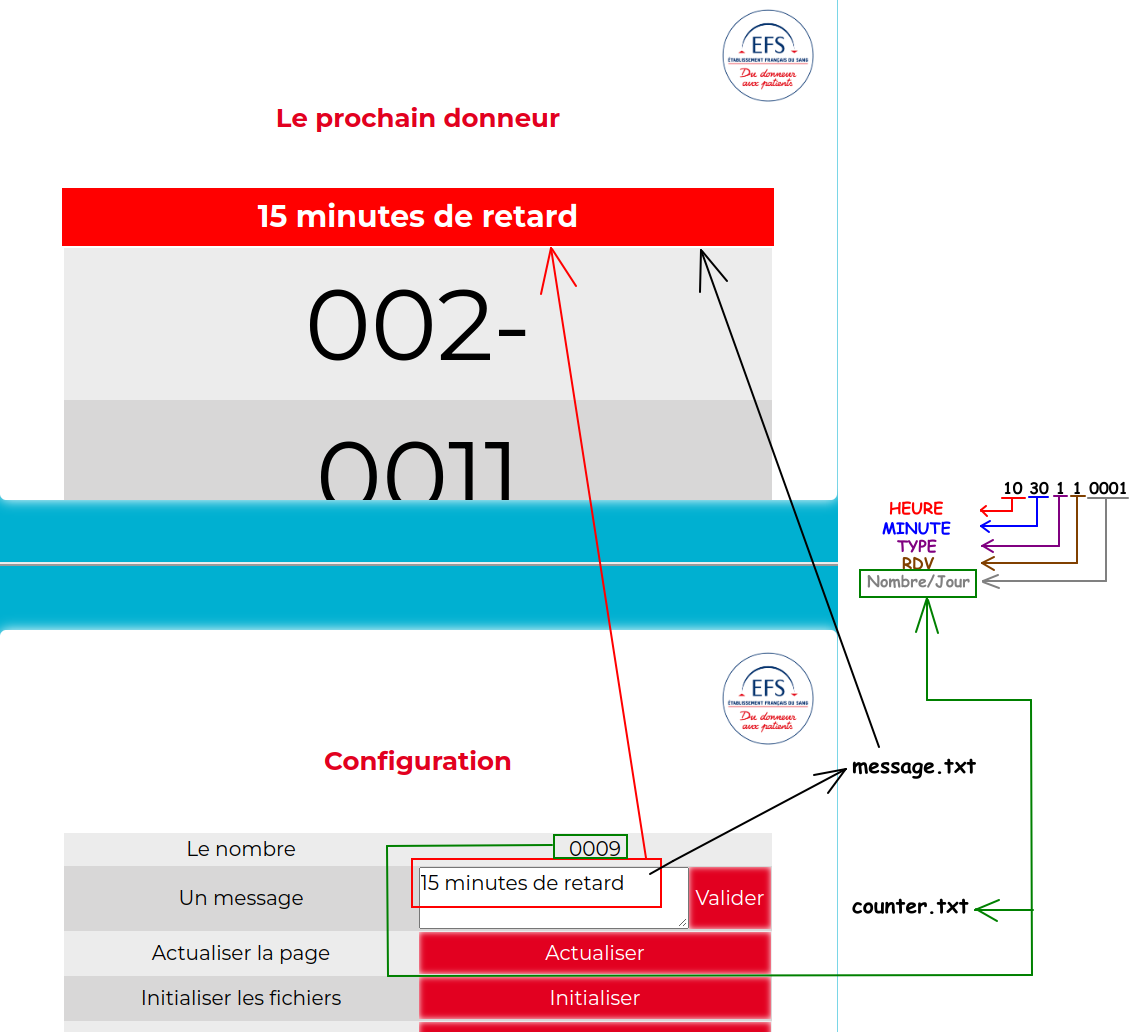 EFS
ÉTABLISSEMENT FRANÇAIS DU SANG
Du donneur
aux patients
Le prochain donneur
15 minutes de retard
002-
0011
10 30 1 1 0001
HEURE
MINUTE
TYPE
RDV
Nombre/Jour
EFS
ÉTABLISSEMENT FRANÇAIS DU SANG
Du donneur
aux patients
Configuration
message.txt
Le nombre 0009
Un message 15 minutes de retard Valider
counter.txt
Actualiser la page Actualiser
Initialiser les fichiers Initialiser